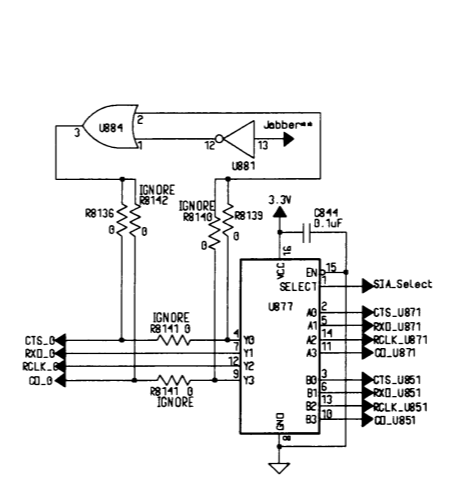 2
3
U884
Jabber**
1
12
13
U881
IGNORE
R8142
R8136
IGNORE
R8140
R8139
0
0
0
0
3.3V
C844
0.1uF
16
VCC
EN
15
SELECT
1
SIA_Select
U877
IGNORE
R8141 0
CTS_0
4
Y0
A0
2
CTS_U871
RXD_0
7
Y1
A1
5
RXD_U871
RCLK_0
12
Y2
A2
14
RCLK_U871
CD_0
9
Y3
A3
11
CD_U871
R8141 0
IGNORE
B0
3
CTS_U851
B1
6
RXD_U851
B2
13
RCLK_U851
B3
10
CD_U851
GND
8